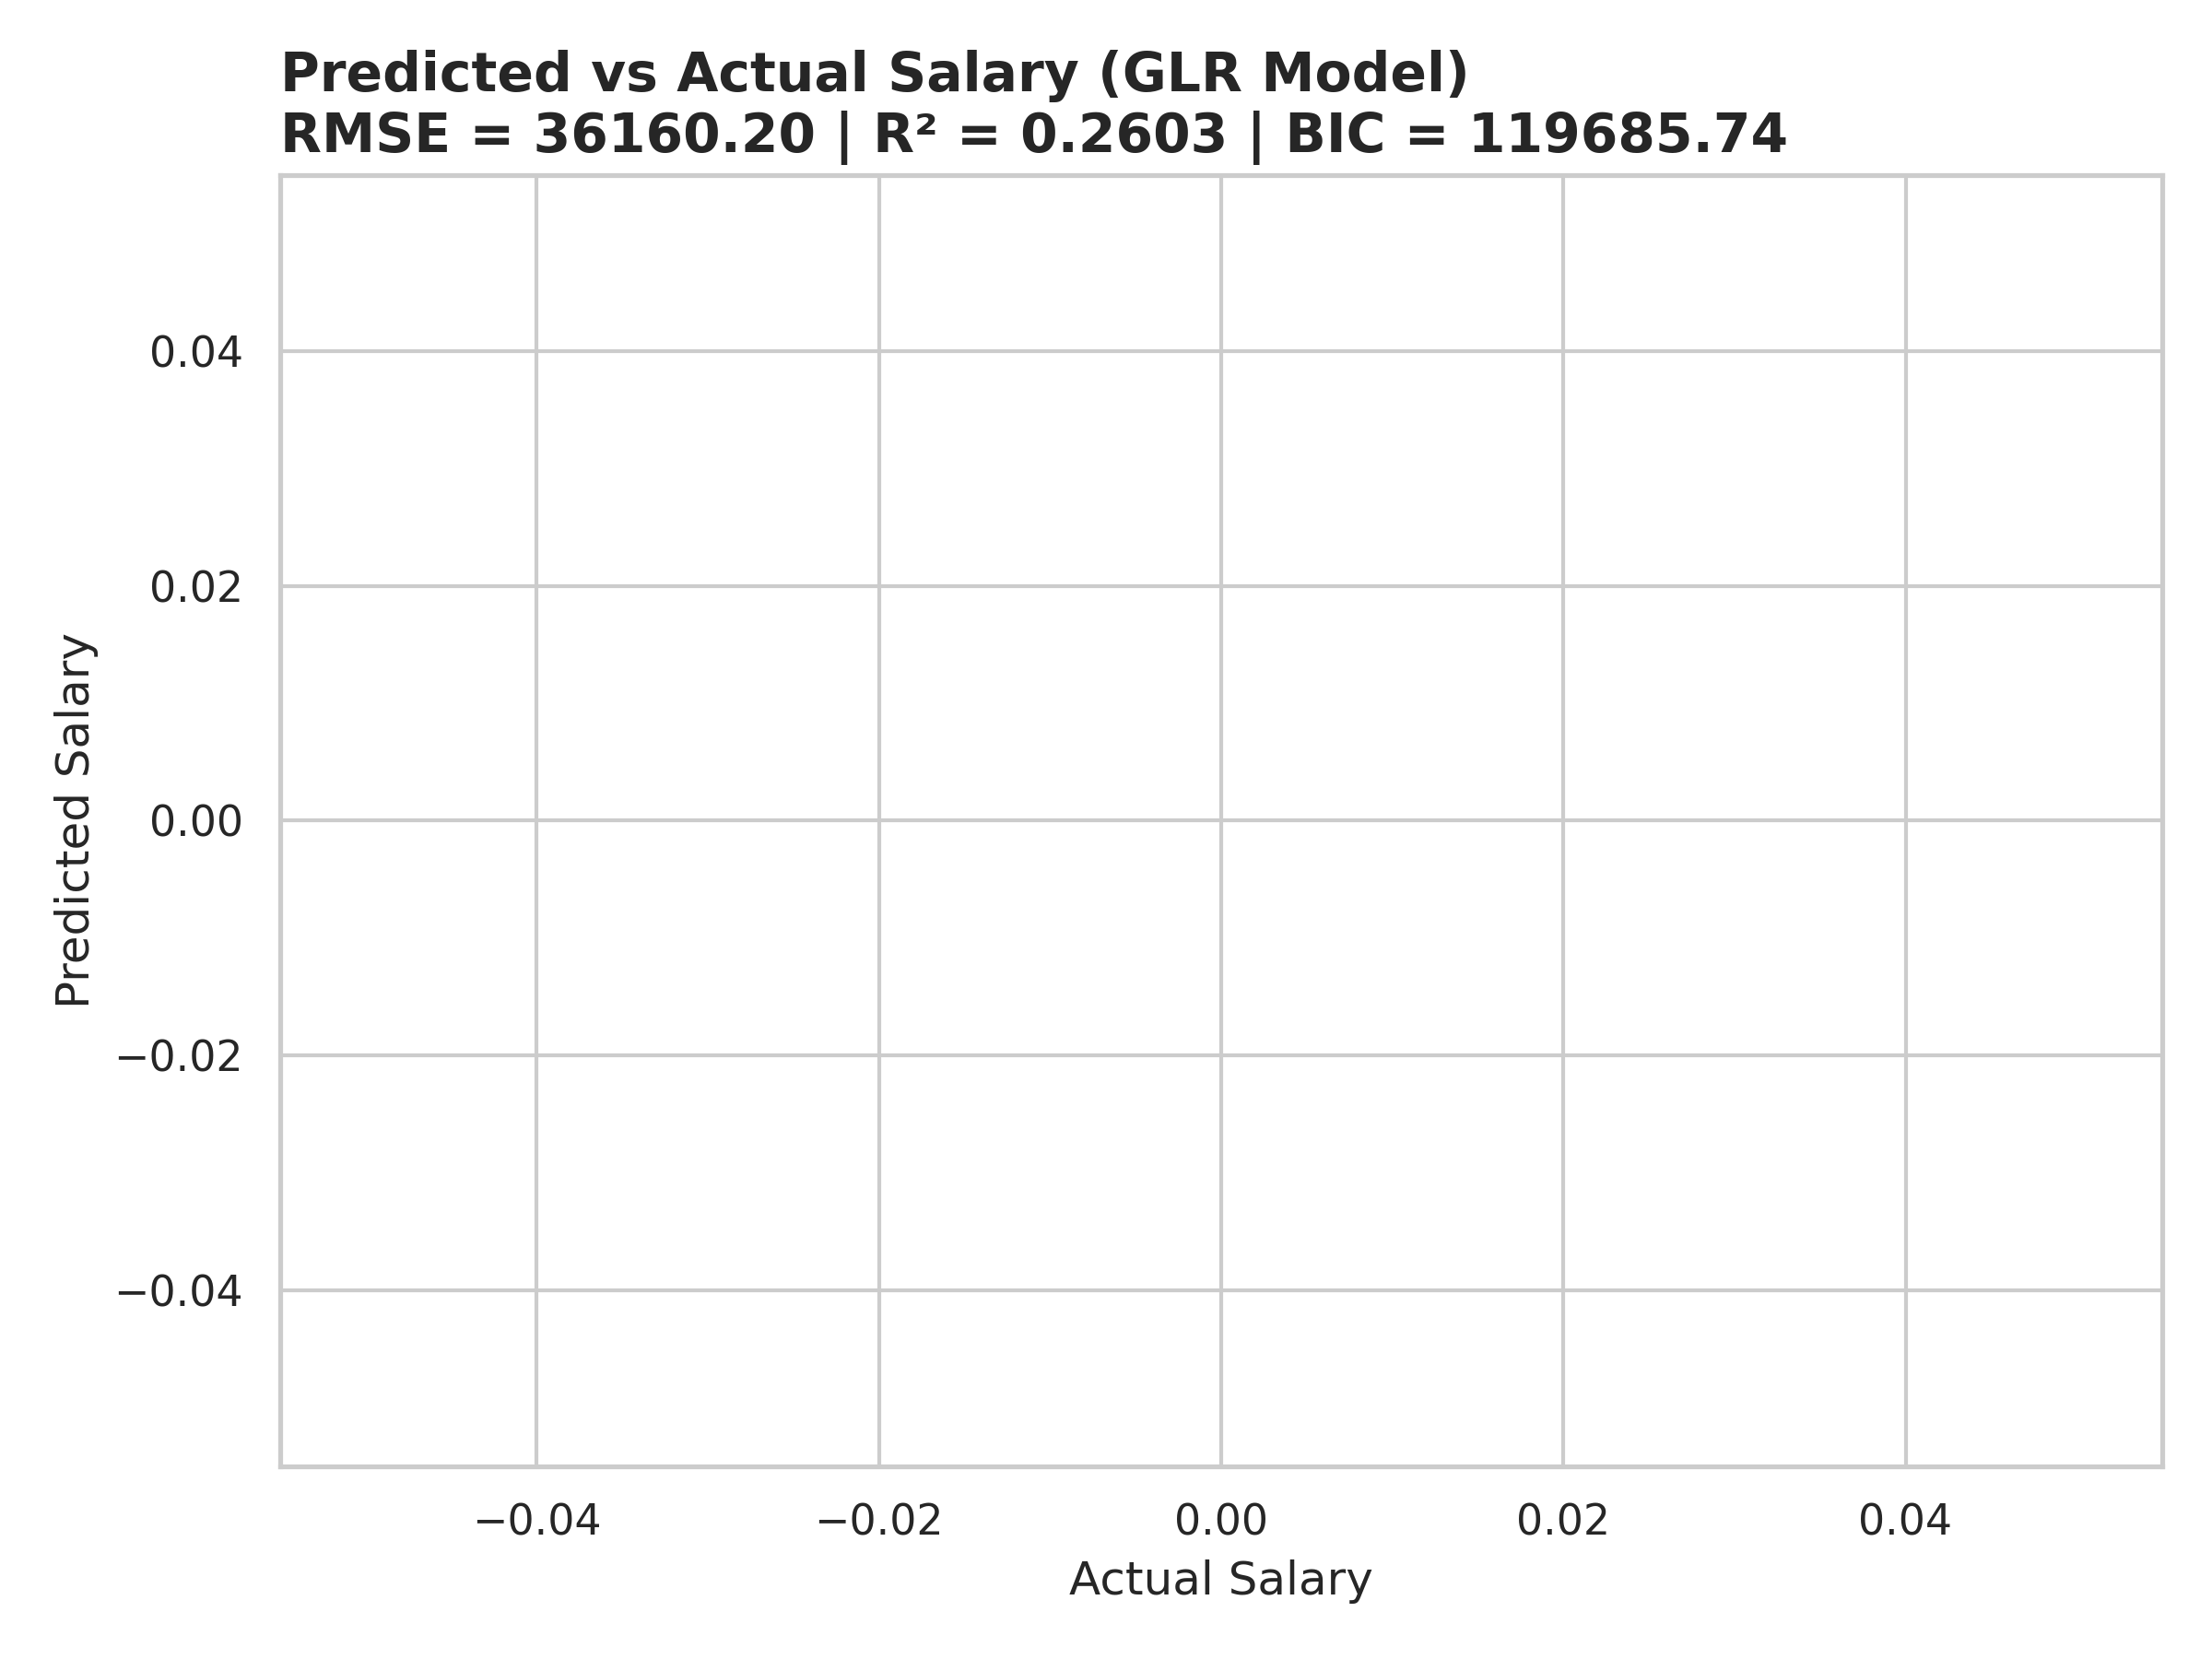 Predicted vs Actual Salary (GLR Model)
RMSE = 36160.20 | R² = 0.2603 | BIC = 119685.74
0.04
0.02
0.00
−0.02
−0.04
Predicted Salary
−0.04
−0.02
0.00
0.02
0.04
Actual Salary